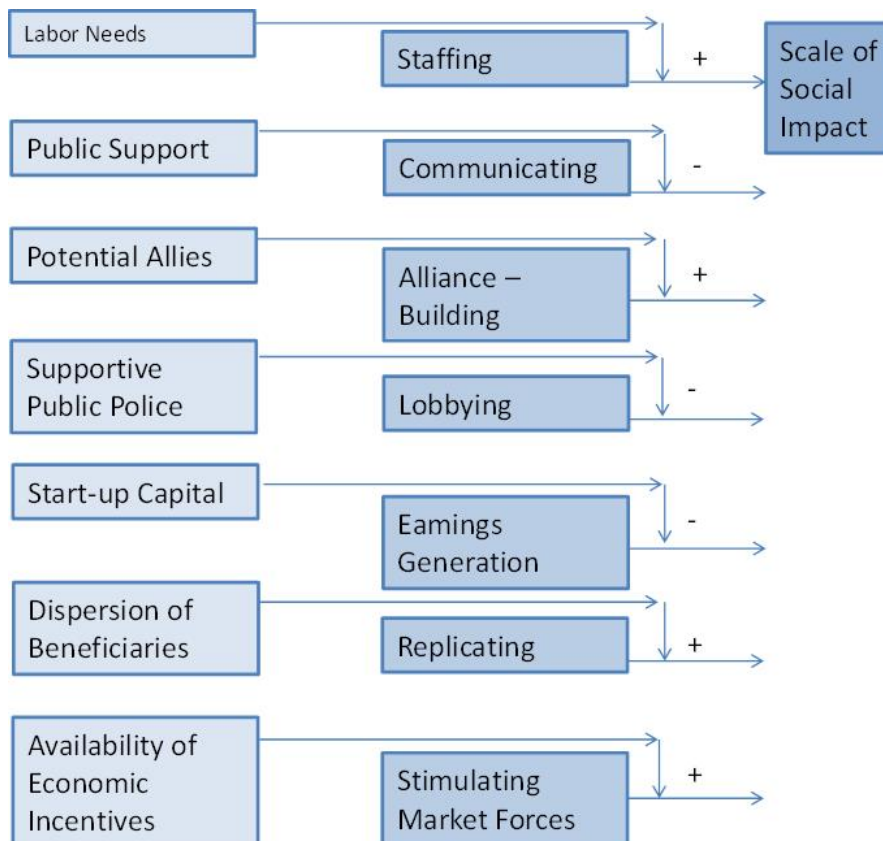 Labor Needs
Staffing
+
Scale of
Social
Impact
Public Support
Communicating
-
Potential Allies
Alliance –
Building
+
Supportive
Public Police
Lobbying
-
Start-up Capital
Eamings
Generation
-
Dispersion of
Beneficiaries
Replicating
+
Availability of
Economic
Incentives
Stimulating
Market Forces
+